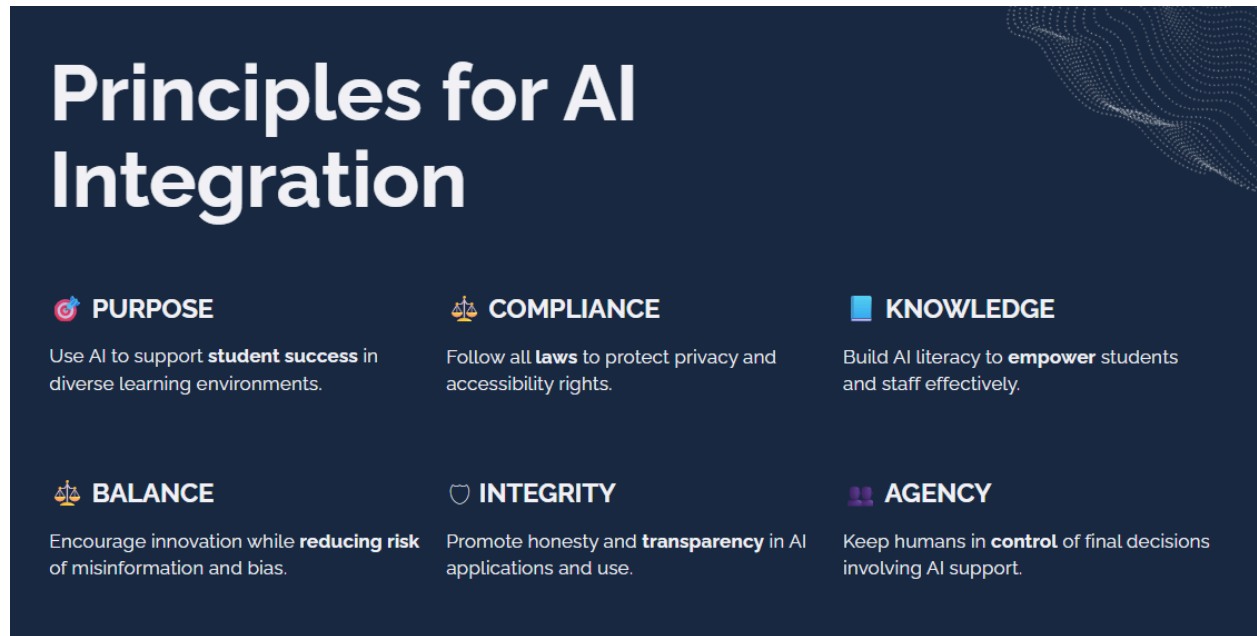 Principles for AI
Integration
PURPOSE
Use AI to support student success in
diverse learning environments.
COMPLIANCE
Follow all laws to protect privacy and
accessibility rights.
KNOWLEDGE
Build AI literacy to empower students
and staff effectively.
BALANCE
Encourage innovation while reducing risk
of misinformation and bias.
INTEGRITY
Promote honesty and transparency in AI
applications and use.
AGENCY
Keep humans in control of final decisions
involving AI support.